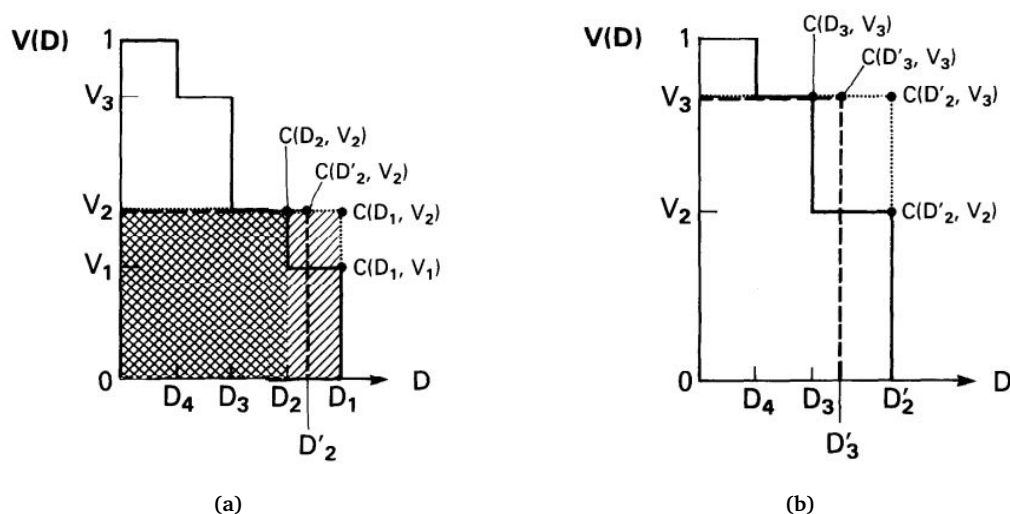 V(D)
1
V₃
V₂
V₁
0
C(D₂, V₂)
C(D'₂, V₂)
C(D₁, V₂)
C(D₁, V₁)
D₄ D₃ D₂ D₁ D
D'₂
(a)
V(D)
1
V₃
V₂
0
C(D₃, V₃)
C(D'₃, V₃)
C(D'₂, V₃)
C(D'₂, V₂)
D₄ D₃ D'₂ D
D'₃
(b)